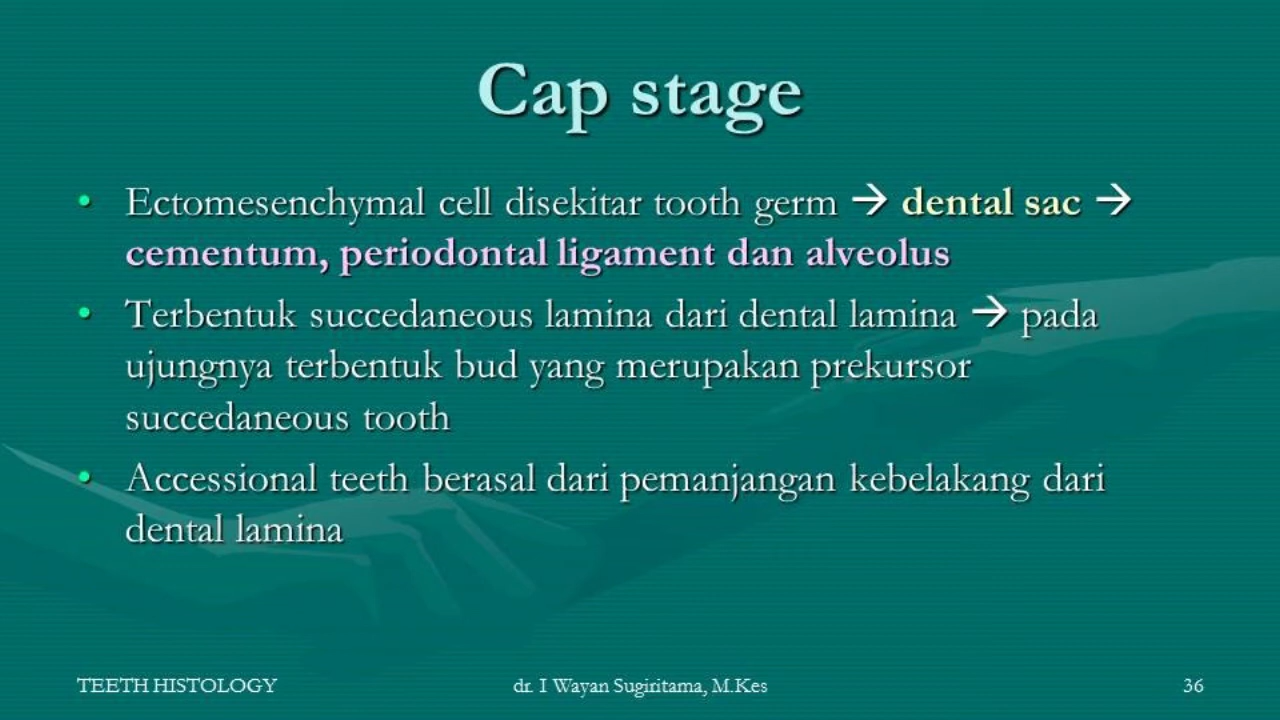 Cap stage
• Ectomesenchymal cell disekitar tooth germ → dental sac →
cementum, periodontal ligament dan alveolus
• Terbentuk succedaneous lamina dari dental lamina → pada
ujungnya terbentuk bud yang merupakan prekursor
succedaneous tooth
• Accessional teeth berasal dari pemanjangan kebelakang dari
dental lamina
TEETH HISTOLOGY
dr. I Wayan Sugiritama, M.Kes
36